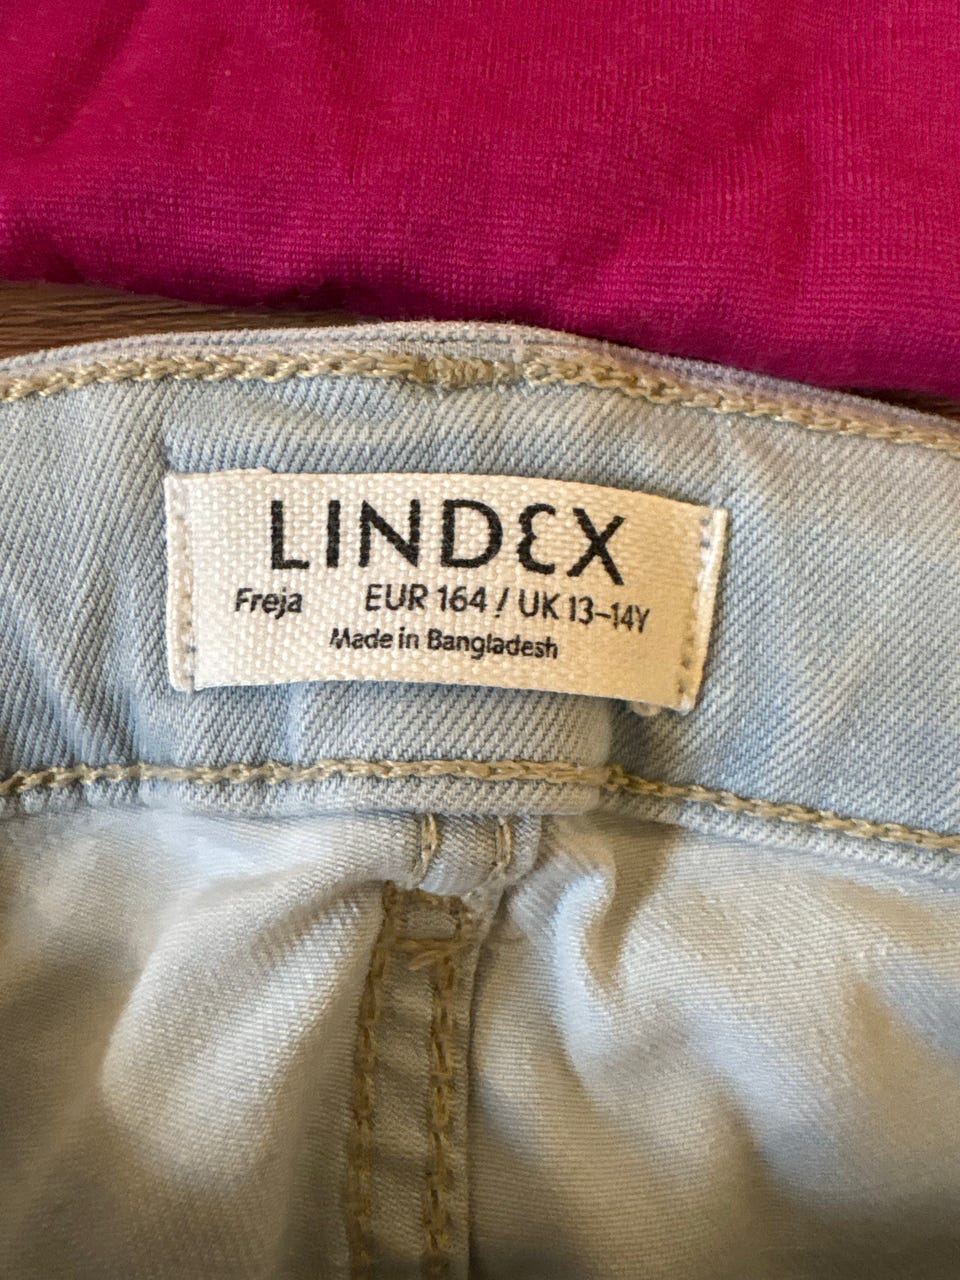 LINDEX
Freja EUR 164 / UK 13-14Y
Made in Bangladesh